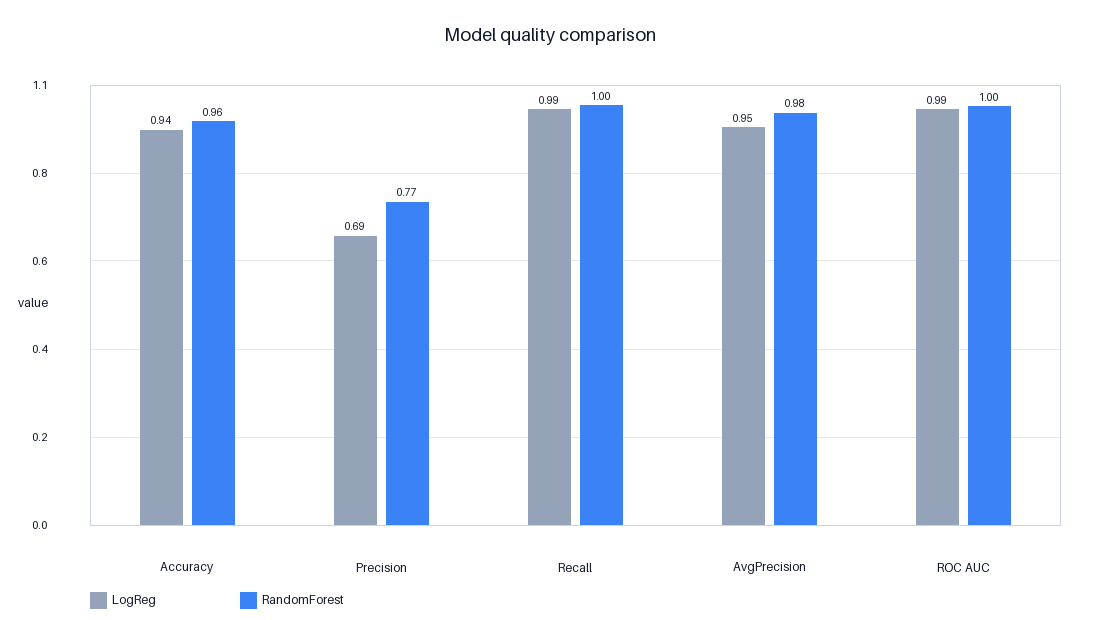 Model quality comparison
1.1
0.8
0.6
value
0.4
0.2
0.0
0.94
0.96
0.69
0.77
0.99
1.00
0.95
0.98
0.99
1.00
Accuracy
Precision
Recall
AvgPrecision
ROC AUC
LogReg
RandomForest